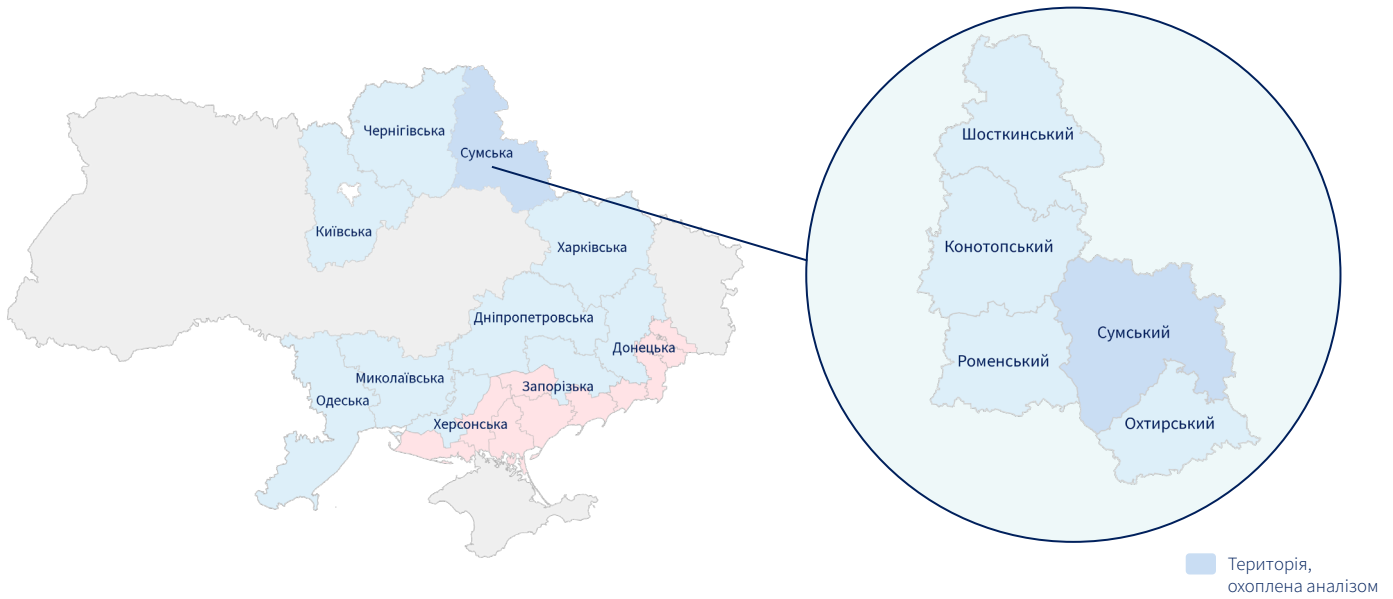 Чернігівська
Сумська
Київська
Харківська
Дніпропетровська
Донецька
Миколаївська
Запорізька
Одеська
Херсонська
Шосткинський
Конотопський
Сумський
Роменський
Охтирський
Територія,
охоплена аналізом